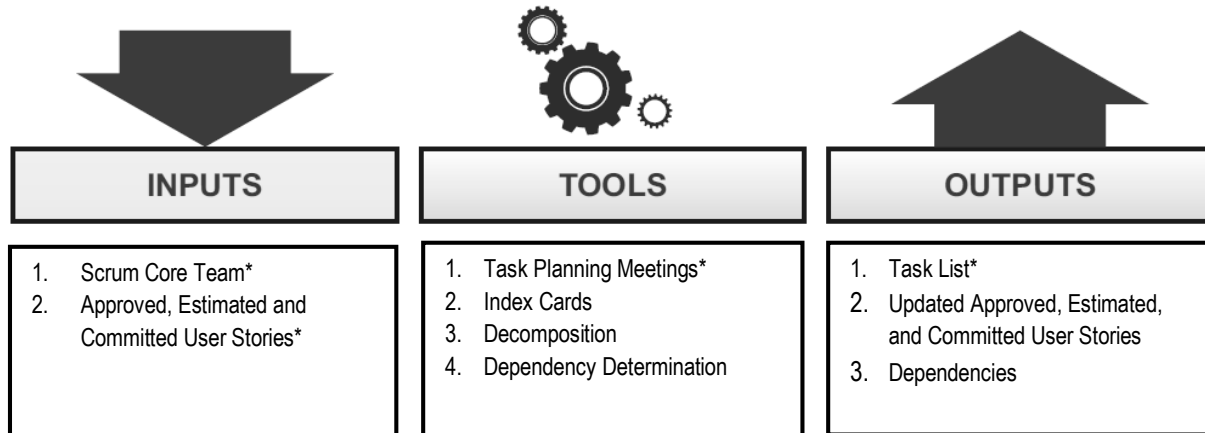 INPUTS
1. Scrum Core Team*
2. Approved, Estimated and
Committed User Stories*
TOOLS
1. Task Planning Meetings*
2. Index Cards
3. Decomposition
4. Dependency Determination
OUTPUTS
1. Task List*
2. Updated Approved, Estimated,
and Committed User Stories
3. Dependencies